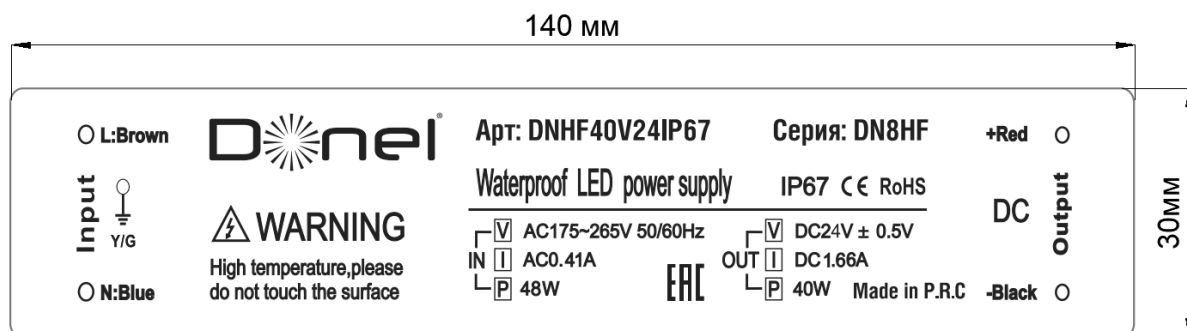 140 мм
L:Brown
Input
Y/G
N:Blue
Donel®
WARNING
High temperature,please
do not touch the surface
Арт: DNHF40V24IP67 Серия: DN8HF
Waterproof LED power supply IP67 CE RoHS
IN
V AC175~265V 50/60Hz
I AC0.41A
P 48W
EAC
OUT
V DC24V ± 0.5V
I DC1.66A
P 40W
Made in P.R.C
+Red
DC
Output
-Black
30мм